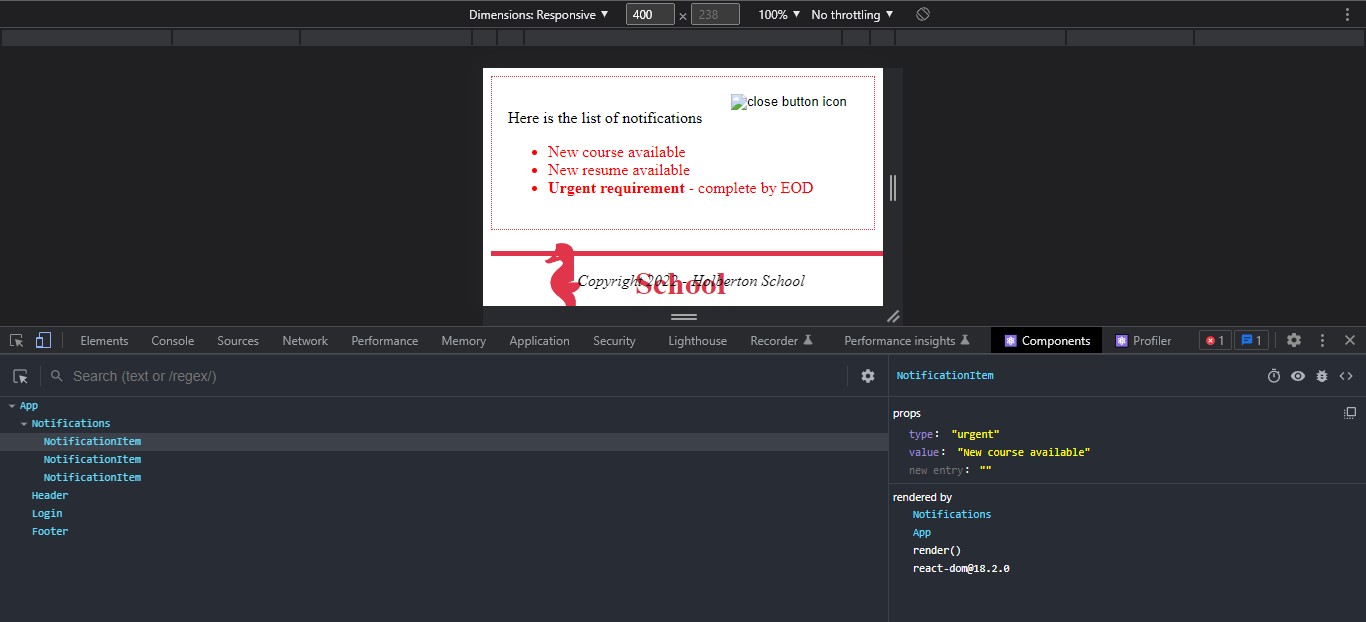 Dimensions: Responsive ▼ 400 × 238 100% ▼ No throttling ▼
close button icon
Here is the list of notifications
• New course available
• New resume available
• Urgent requirement - complete by EOD
School
Copyright 2022 - Holberton School
Elements Console Sources Network Performance Memory Application Security Lighthouse Recorder Performance insights Components Profiler 1 1
Search (text or /regex/)
App
Notifications
NotificationItem
NotificationItem
NotificationItem
Header
Login
Footer
NotificationItem
props
type: "urgent"
value: "New course available"
new entry: ""
rendered by
Notifications
App
render()
react-dom@18.2.0